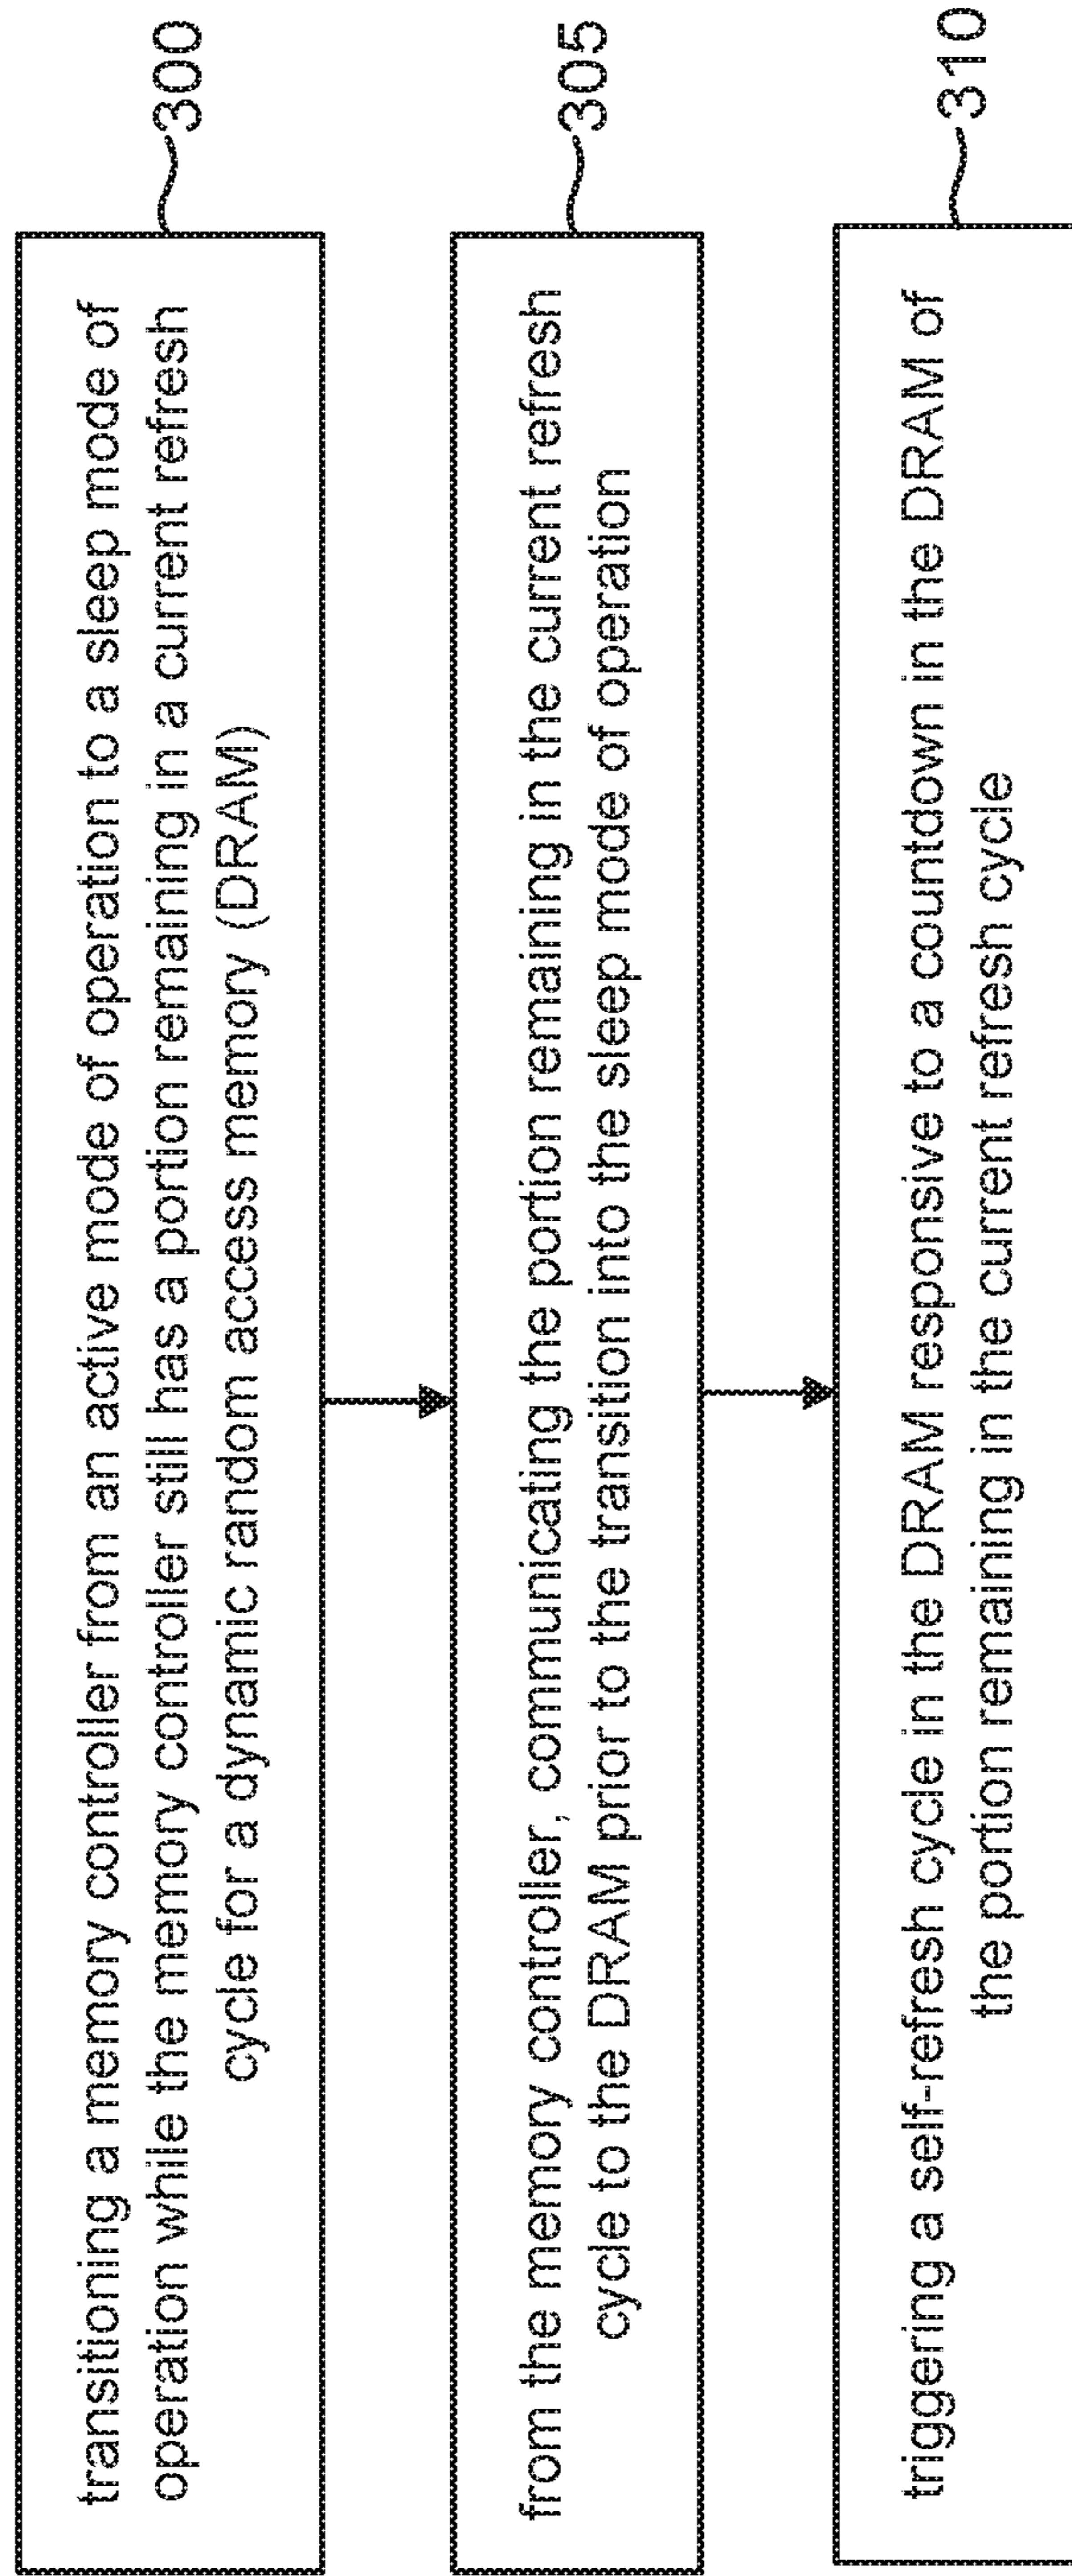 transitioning a memory controller from an active mode of operation to a sleep mode of
operation while the memory controller still has a portion remaining in a current refresh
cycle for a dynamic random access memory (DRAM)
300
from the memory controller, communicating the portion remaining in the current refresh
cycle to the DRAM prior to the transition into the sleep mode of operation
305
triggering a self-refresh cycle in the DRAM responsive to a countdown in the DRAM of
the portion remaining in the current refresh cycle
310